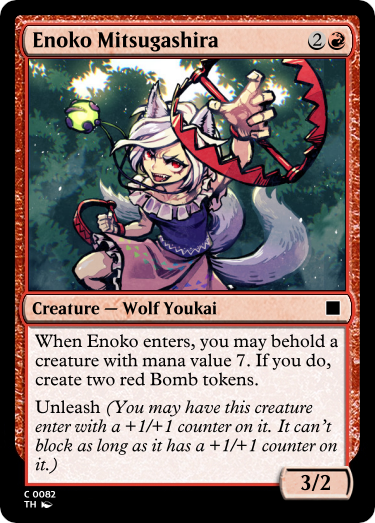 Enoko Mitsugashira 2
Creature — Wolf Youkai
When Enoko enters, you may behold a
creature with mana value 7. If you do,
create two red Bomb tokens.
Unleash (You may have this creature
enter with a +1/+1 counter on it. It can't
block as long as it has a +1/+1 counter on
it.)
3/2
C 0082
TH